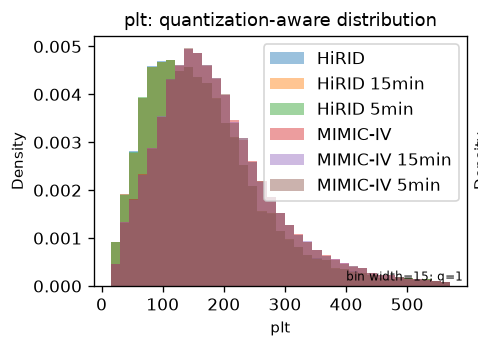 plt: quantization-aware distribution
Density
0.005
0.004
0.003
0.002
0.001
0.000
HiRID
HiRID 15min
HiRID 5min
MIMIC-IV
MIMIC-IV 15min
MIMIC-IV 5min
bin width=15; q=1
0 100 200 300 400 500
plt